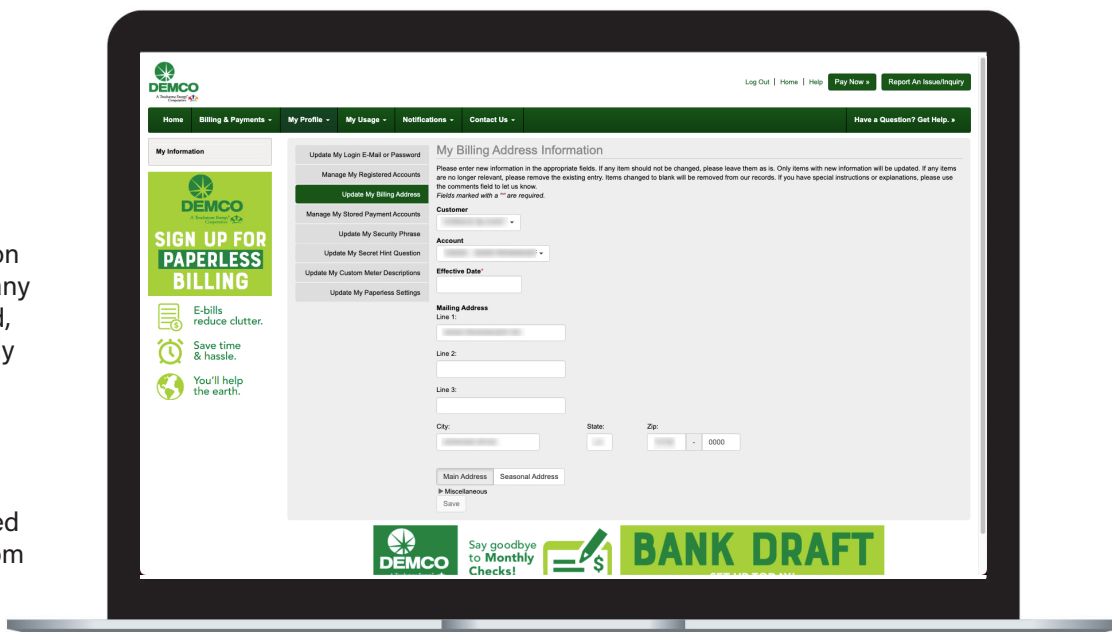 on
any
d,
y
ed
om
DEMCO
A Touchstone Energy® Cooperative
Log Out | Home | Help Pay Now » Report An Issue/Inquiry
Home Billing & Payments My Profile My Usage Notifications Contact Us Have a Question? Get Help. »
My Information
DEMCO
A Touchstone Energy®
Cooperative
SIGN UP FOR
PAPERLESS
BILLING
E-bills
reduce clutter.
Save time
& hassle.
You'll help
the earth.
Update My Login E-Mail or Password
Manage My Registered Accounts
Update My Billing Address
Manage My Stored Payment Accounts
Update My Security Phrase
Update My Secret Hint Question
Update My Custom Meter Descriptions
Update My Paperless Settings
My Billing Address Information
Please enter new information in the appropriate fields. If any item should not be changed, please leave them as is. Only items with new information will be updated. If any items
are no longer relevant, please remove the existing entry. Items changed to blank will be removed from our records. If you have special instructions or explanations, please use
the comments field to let us know.
Fields marked with a "*" are required.
Customer
Account
Effective Date*
Mailing Address
Line 1:
Line 2:
Line 3:
City: State: Zip:
- 0000
Main Address Seasonal Address
Miscellaneous
Save
DEMCO
Say goodbye
to Monthly
Checks!
$
BANK DRAFT